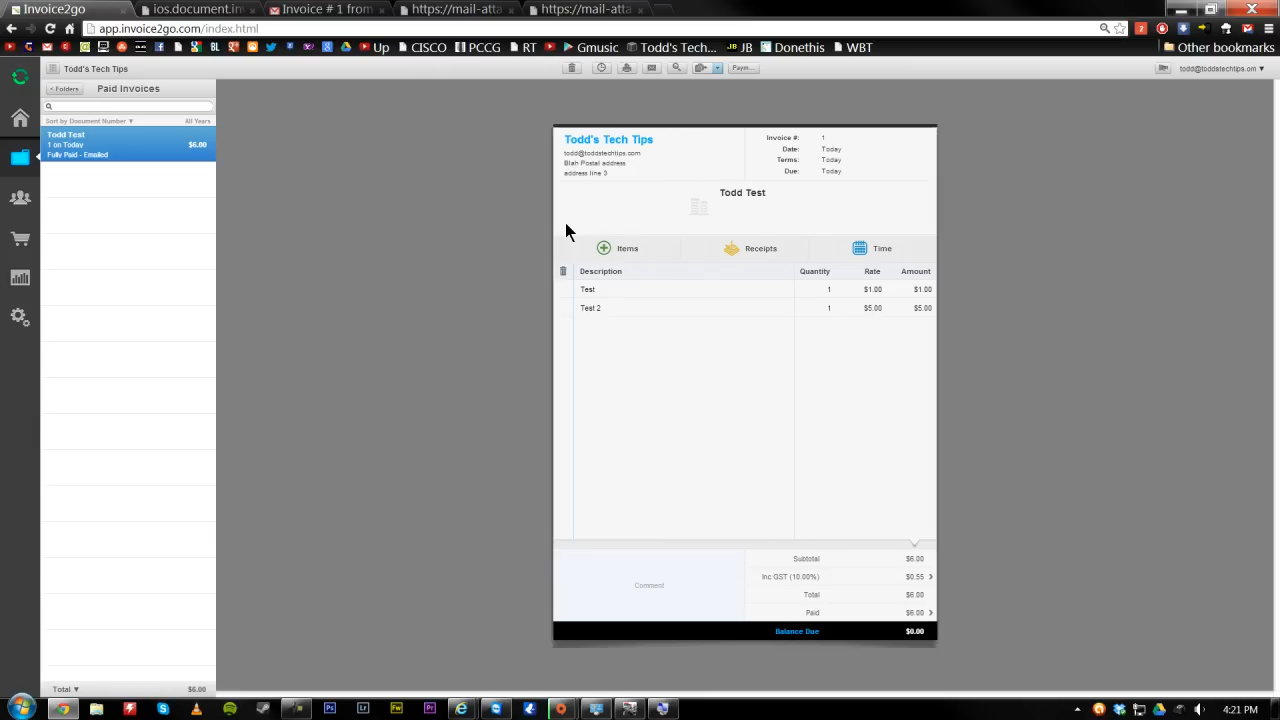 Invoice2go
ios.document.inv
Invoice # 1 from
https://mail-atta
https://mail-atta
app.invoice2go.com/index.html
Up
CISCO
PCCG
RT
Gmusic
Todd's Tech...
JB
Donethis
WBT
Other bookmarks
Todd's Tech Tips
Paym...
todd@toddstechtips.om ▼
< Folders
Paid Invoices
Sort by Document Number ▼
All Years
Todd Test
1 on Today
$6.00
Fully Paid - Emailed
Todd's Tech Tips
todd@toddstechtips.com
Blah Postal address
address line 3
Invoice #: 1
Date: Today
Terms: Today
Due: Today
Todd Test
Items
Receipts
Time
Description Quantity Rate Amount
Test 1 $1.00 $1.00
Test 2 1 $5.00 $5.00
Comment
Subtotal $6.00
Inc GST (10.00%) $0.55
Total $6.00
Paid $6.00
Balance Due $0.00
Total ▼ $6.00
4:21 PM